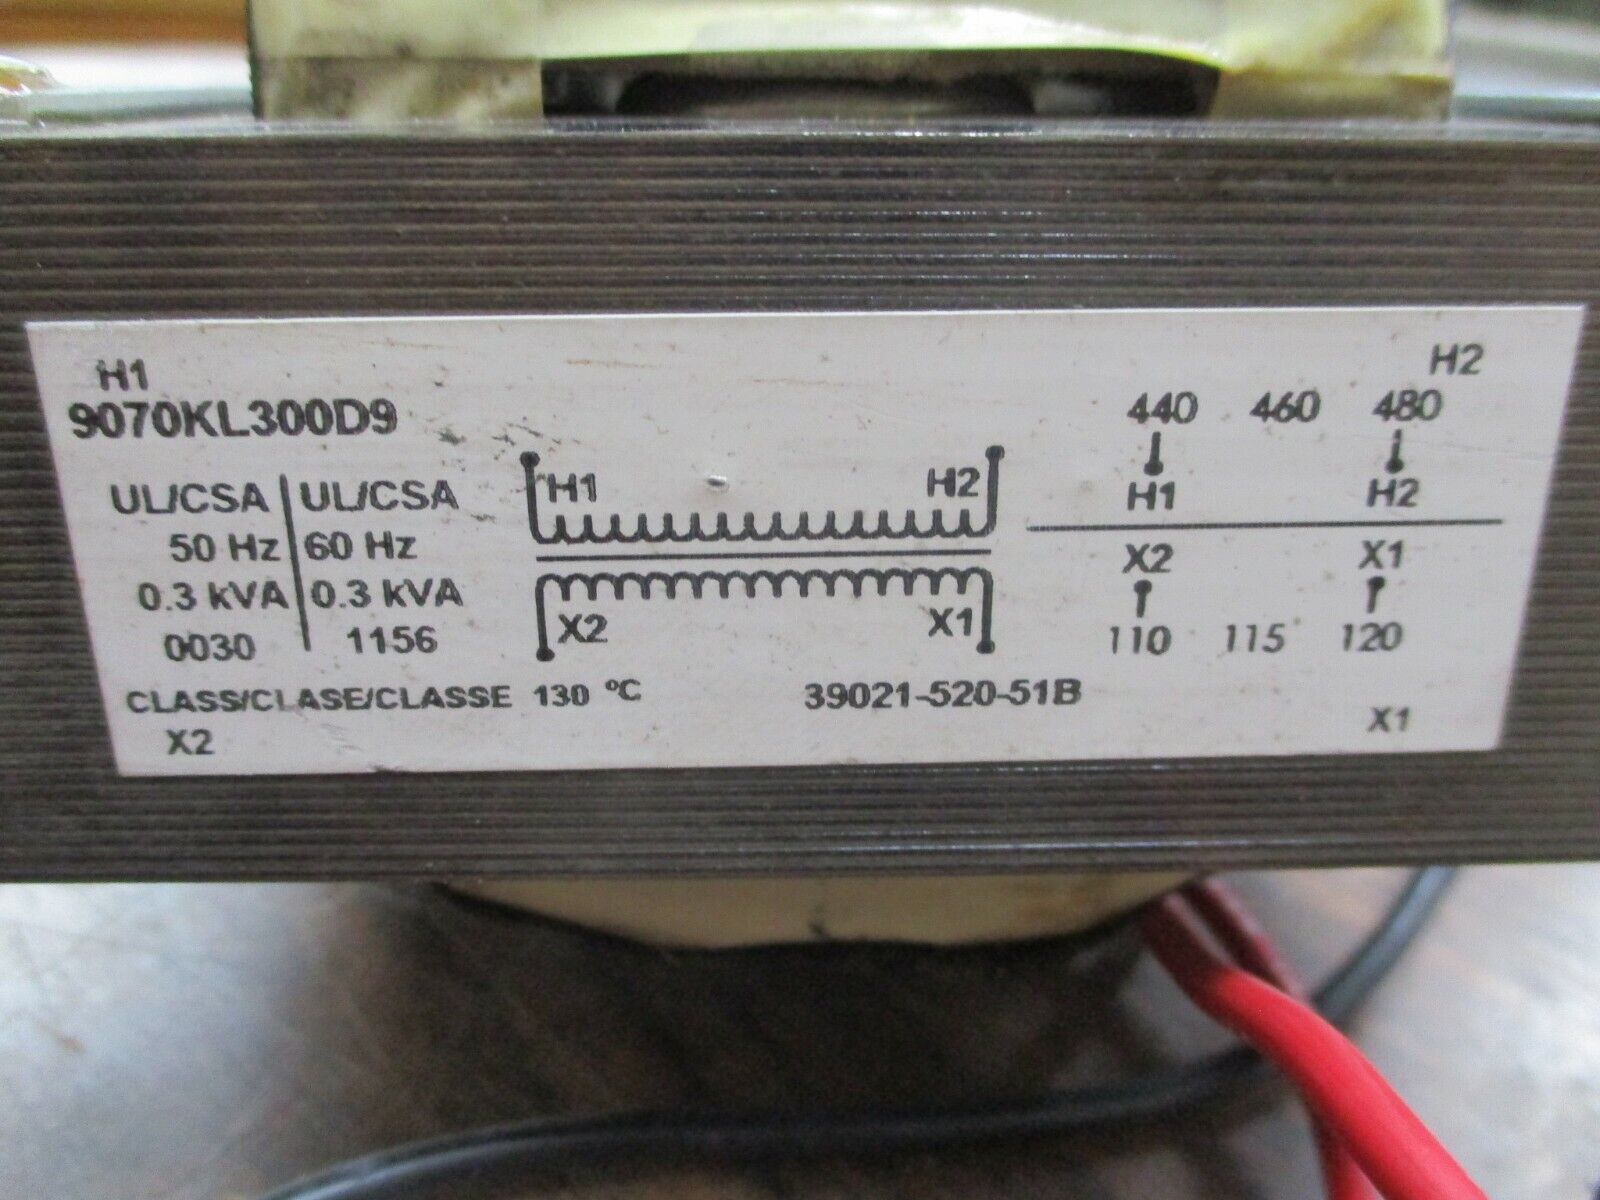 H1 H2
9070KL300D9 440 460 480
H1 H2 H1 H2
UL/CSA UL/CSA
50 Hz 60 Hz
0.3 kVA 0.3 kVA X2 X1
0030 1156 X2 X1 110 115 120
CLASS/CLASE/CLASSE 130 °C 39021-520-51B
X2 X1